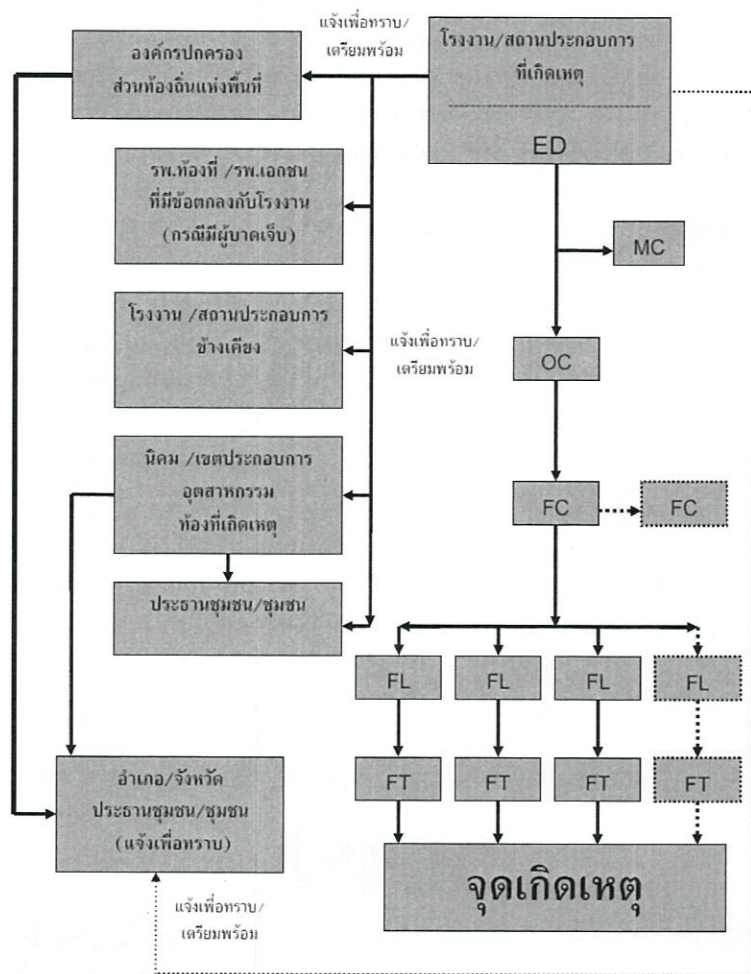 แจ้งเพื่อทราบ/
เตรียมพร้อม
องค์กรปกครอง
ส่วนท้องถิ่นแห่งพื้นที่
โรงงาน/สถานประกอบการ
ที่เกิดเหตุ
ED
รพ.ท้องที่ /รพ.เอกชน
ที่มีข้อตกลงกับโรงงาน
(กรณีมีผู้บาดเจ็บ)
MC
โรงงาน /สถานประกอบการ
ข้างเคียง
แจ้งเพื่อทราบ/
เตรียมพร้อม
OC
นิคม /เขตประกอบการ
อุตสาหกรรม
ท้องที่เกิดเหตุ
FC
FC
ประธานชุมชน/ชุมชน
FL
FL
FL
FL
FT
FT
FT
FT
อำเภอ/จังหวัด
ประธานชุมชน/ชุมชน
(แจ้งเพื่อทราบ)
จุดเกิดเหตุ
แจ้งเพื่อทราบ/
เตรียมพร้อม